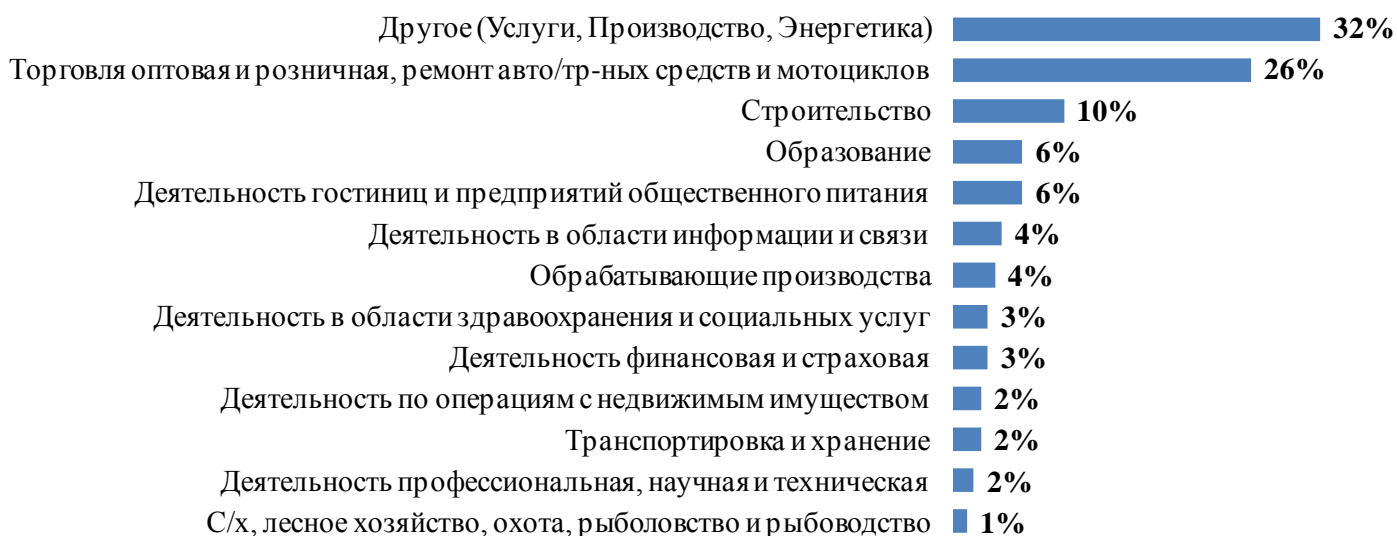 Другое (Услуги, Производство, Энергетика) 32%
Торговля оптовая и розничная, ремонт авто/тр-ных средств и мотоциклов 26%
Строительство 10%
Образование 6%
Деятельность гостиниц и предприятий общественного питания 6%
Деятельность в области информации и связи 4%
Обрабатывающие производства 4%
Деятельность в области здравоохранения и социальных услуг 3%
Деятельность финансовая и страховая 3%
Деятельность по операциям с недвижимым имуществом 2%
Транспортировка и хранение 2%
Деятельность профессиональная, научная и техническая 2%
С/х, лесное хозяйство, охота, рыболовство и рыбоводство 1%